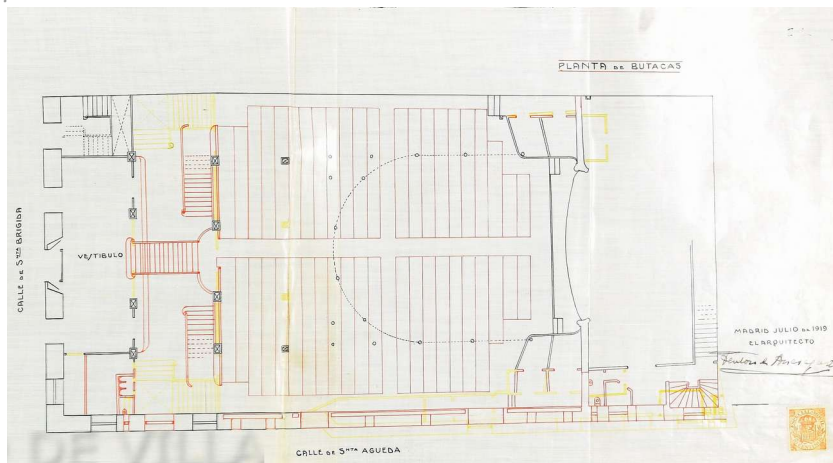 PLANTA DE BUTACAS
CALLE DE STA BRIGIDA
VESTIBULO
MADRID JULIO DE 1919
EL ARQUITECTO
CALLE DE SNTA AGUEDA
DE VILLA